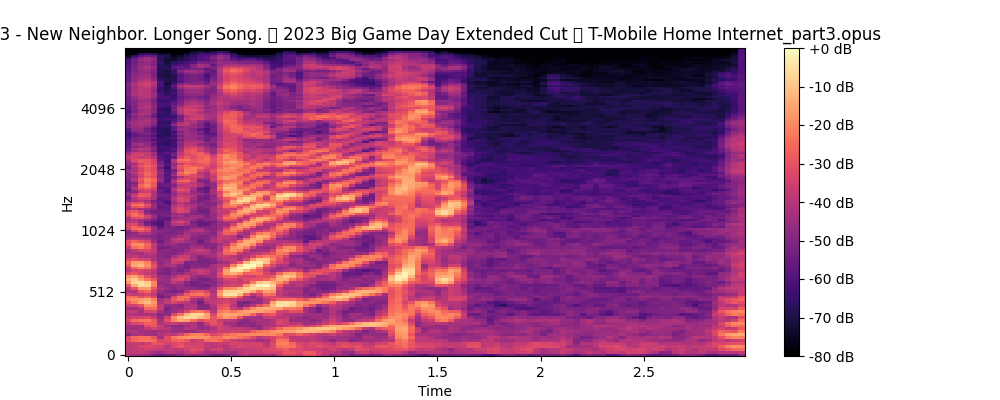 3 - New Neighbor. Longer Song. 2023 Big Game Day Extended Cut T-Mobile Home Internet_part3.opus
+0 dB
-10 dB
-20 dB
-30 dB
-40 dB
-50 dB
-60 dB
-70 dB
-80 dB
4096
2048
1024
512
0
Hz
0
0.5
1
1.5
2
2.5
Time